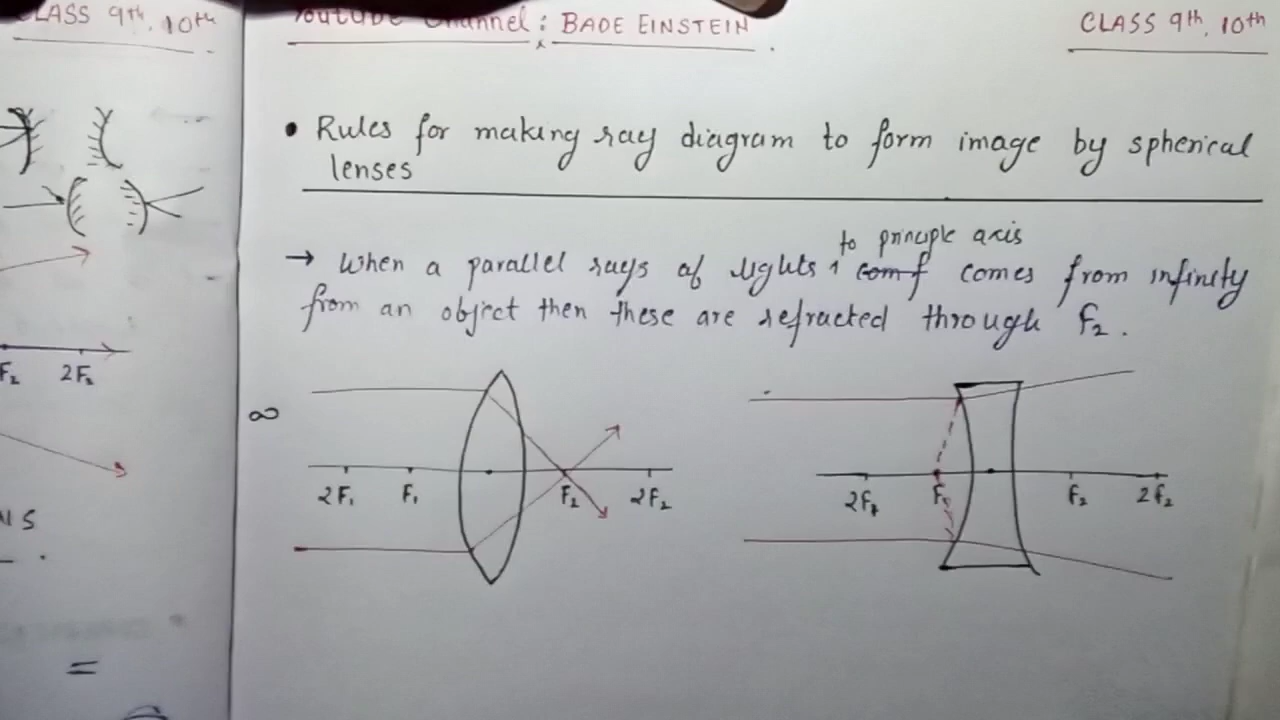 CLASS 9th, 10th
Youtube Channel: BADE EINSTEIN
CLASS 9th, 10th
• Rules for making ray diagram to form image by spherical
lenses
to principle axis
→ When a parallel rays of lights comes from infinity
from an object then these are refracted through F₂.
∞
2F₁ F₁ F₂ 2F₂
2F₁ F₁ F₂ 2F₂
F₂ 2F₂
NS
=